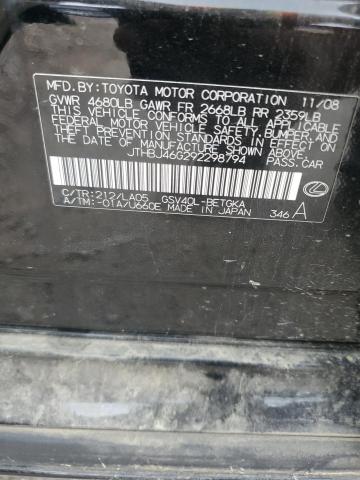 MFD. BY: TOYOTA MOTOR CORPORATION 11/08
GVWR 4680LB GAWR FR 2668LB RR 2359LB
THIS VEHICLE CONFORMS TO ALL APPLICABLE
FEDERAL MOTOR VEHICLE SAFETY, BUMPER, AND
THEFT PREVENTION STANDARDS IN EFFECT ON
THE DATE OF MANUFACTURE SHOWN ABOVE.
JTHBJ46G292298794 PASS. CAR
C/TR: 212/LA05 GSV40L-BETGKA
A/TM: -01A/U660E MADE IN JAPAN 346 A